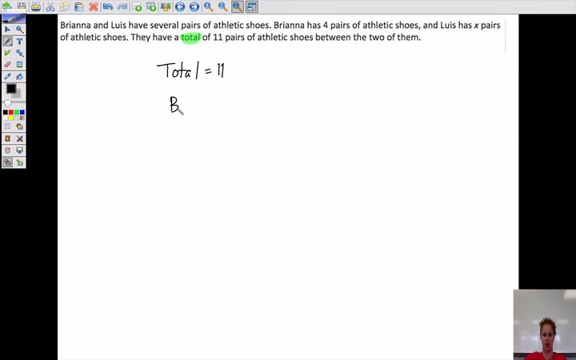 Brianna and Luis have several pairs of athletic shoes. Brianna has 4 pairs of athletic shoes, and Luis has x pairs
of athletic shoes. They have a total of 11 pairs of athletic shoes between the two of them.
Total = 11
B